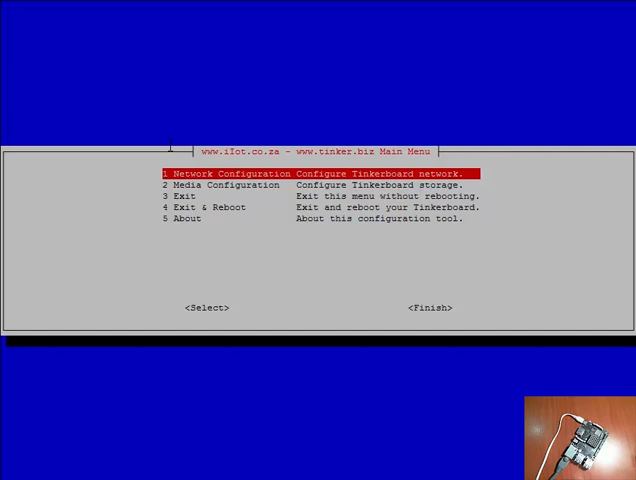 www.iIot.co.za - www.tinker.biz Main Menu
1 Network Configuration Configure Tinkerboard network.
2 Media Configuration Configure Tinkerboard storage.
3 Exit Exit this menu without rebooting.
4 Exit & Reboot Exit and reboot your Tinkerboard.
5 About About this configuration tool.
<Select> <Finish>